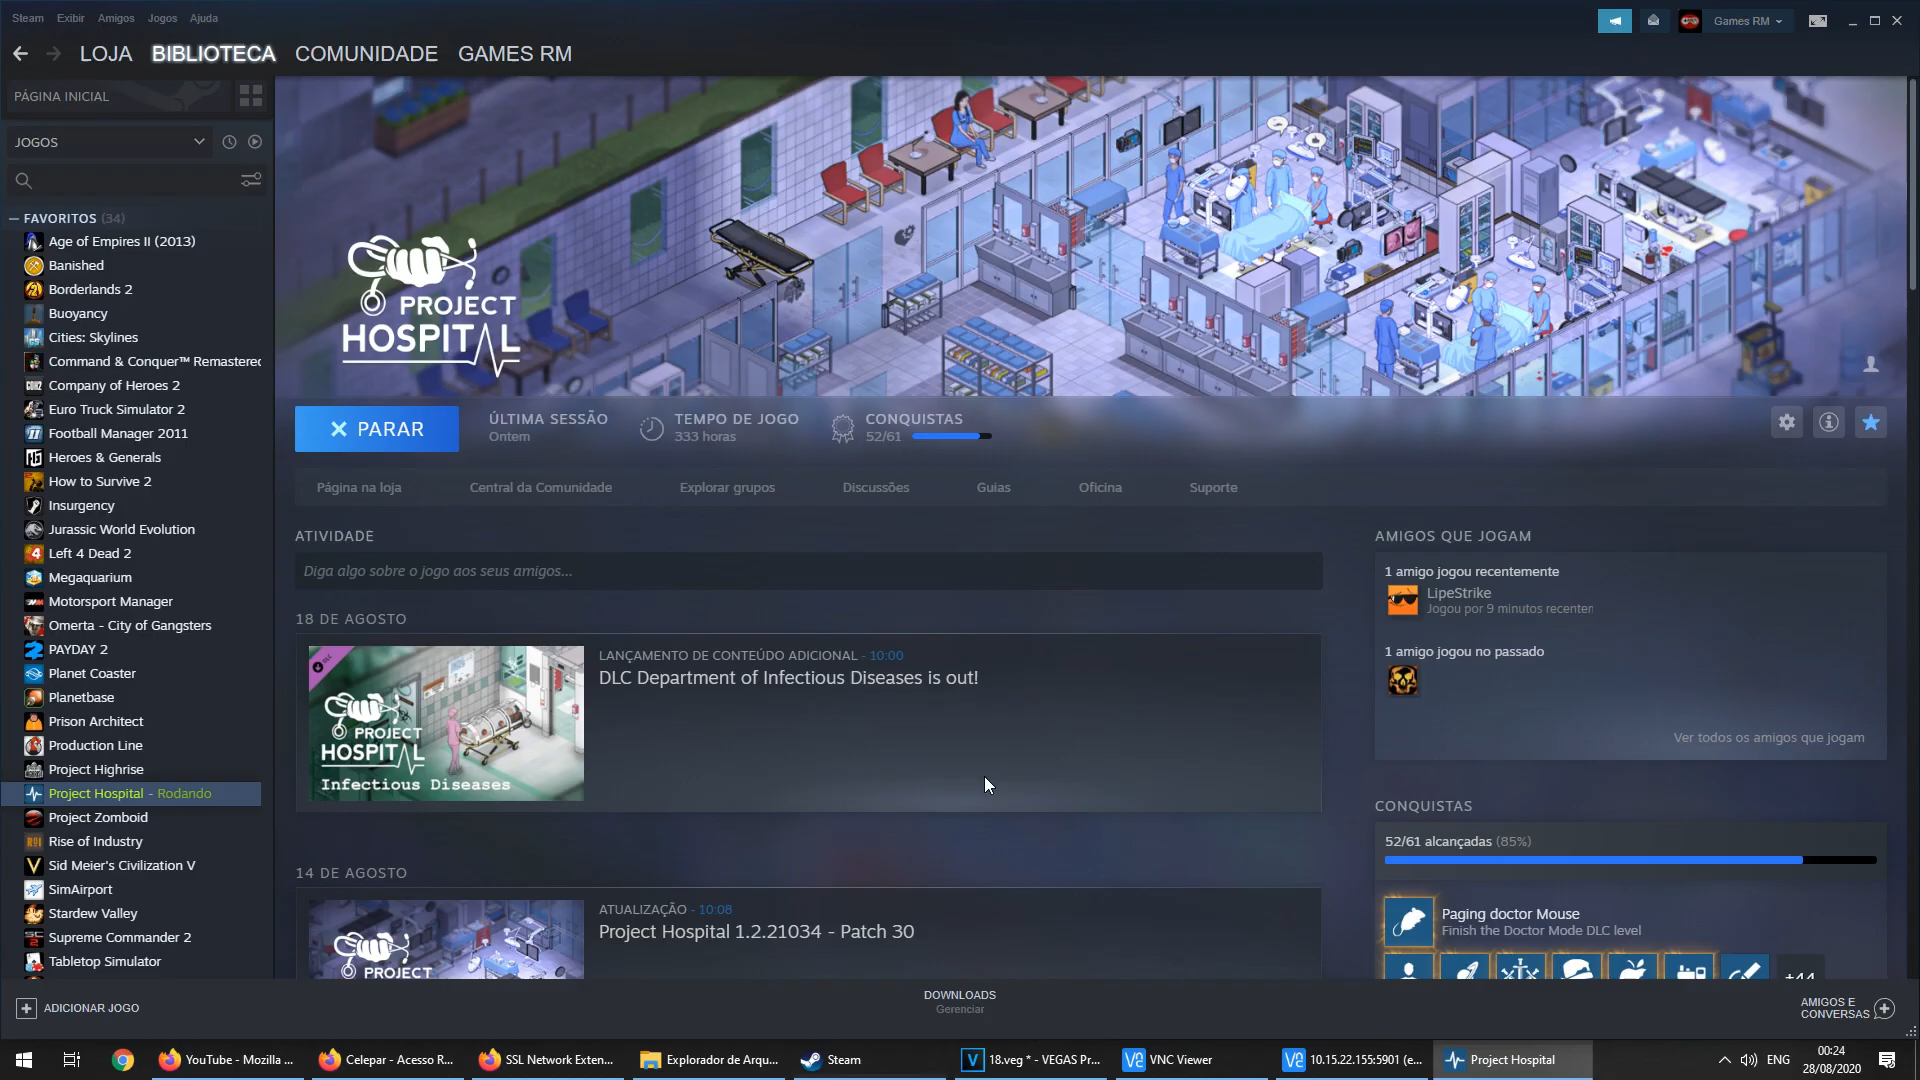 Steam Exibir Amigos Jogos Ajuda
Games RM
LOJA BIBLIOTECA COMUNIDADE GAMES RM
PÁGINA INICIAL
JOGOS
FAVORITOS (34)
Age of Empires II (2013)
Banished
Borderlands 2
Buoyancy
Cities: Skylines
Command & Conquer™ Remastered
Company of Heroes 2
Euro Truck Simulator 2
Football Manager 2011
Heroes & Generals
How to Survive 2
Insurgency
Jurassic World Evolution
Left 4 Dead 2
Megaquarium
Motorsport Manager
Omerta - City of Gangsters
PAYDAY 2
Planet Coaster
Planetbase
Prison Architect
Production Line
Project Highrise
Project Hospital - Rodando
Project Zomboid
Rise of Industry
Sid Meier's Civilization V
SimAirport
Stardew Valley
Supreme Commander 2
Tabletop Simulator
PROJECT
HOSPITAL
PARAR
ÚLTIMA SESSÃO
Ontem
TEMPO DE JOGO
333 horas
CONQUISTAS
52/61
Página na loja Central da Comunidade Explorar grupos Discussões Guias Oficina Suporte
ATIVIDADE
Diga algo sobre o jogo aos seus amigos...
18 DE AGOSTO
DLC
PROJECT
HOSPITAL
Infectious Diseases
LANÇAMENTO DE CONTEÚDO ADICIONAL - 10:00
DLC Department of Infectious Diseases is out!
14 DE AGOSTO
PROJECT
ATUALIZAÇÃO - 10:08
Project Hospital 1.2.21034 - Patch 30
AMIGOS QUE JOGAM
1 amigo jogou recentemente
LipeStrike
Jogou por 9 minutos recenten
1 amigo jogou no passado
Ver todos os amigos que jogam
CONQUISTAS
52/61 alcançadas (85%)
Paging doctor Mouse
Finish the Doctor Mode DLC level
+44
ADICIONAR JOGO
DOWNLOADS
Gerenciar
AMIGOS E
CONVERSAS
YouTube - Mozilla ...
Celepar - Acesso R...
SSL Network Exten...
Explorador de Arqu...
Steam
18.veg * - VEGAS Pr...
VNC Viewer
10.15.22.155:5901 (e...
Project Hospital
ENG
00:24
28/08/2020